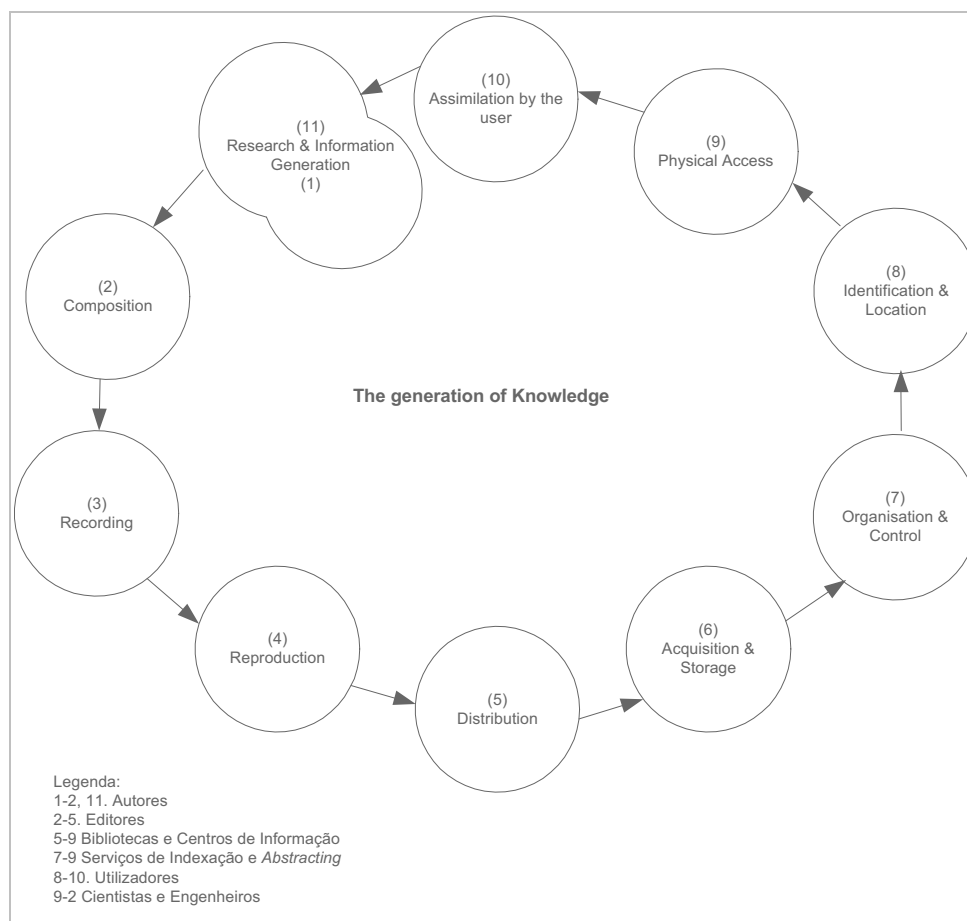 (10)
Assimilation by the
user
(11)
Research & Information
Generation
(1)
(9)
Physical Access
(2)
Composition
(8)
Identification &
Location
The generation of Knowledge
(3)
Recording
(7)
Organisation &
Control
(4)
Reproduction
(6)
Acquisition &
Storage
(5)
Distribution
Legenda:
1-2, 11. Autores
2-5. Editores
5-9 Bibliotecas e Centros de Informação
7-9 Serviços de Indexação e Abstracting
8-10. Utilizadores
9-2 Cientistas e Engenheiros